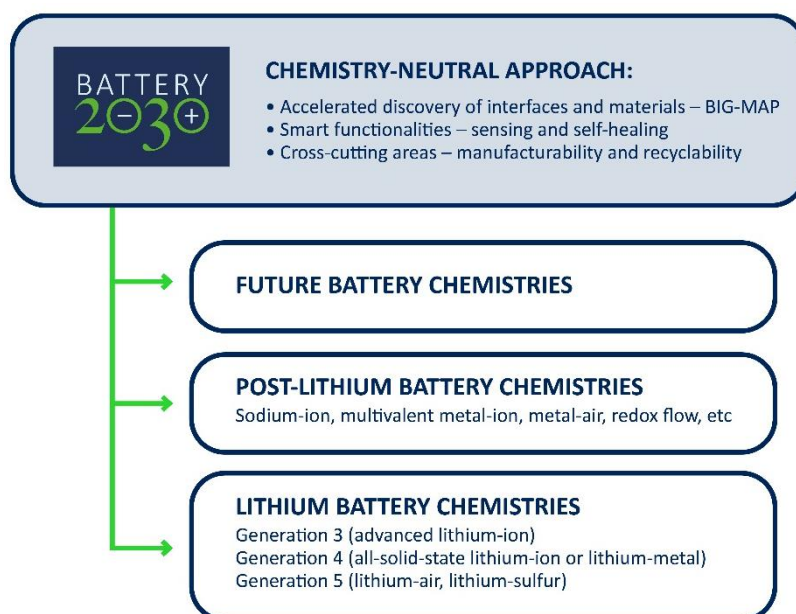 BATTERY
2030
CHEMISTRY-NEUTRAL APPROACH:
• Accelerated discovery of interfaces and materials – BIG-MAP
• Smart functionalities – sensing and self-healing
• Cross-cutting areas – manufacturability and recyclability
FUTURE BATTERY CHEMISTRIES
POST-LITHIUM BATTERY CHEMISTRIES
Sodium-ion, multivalent metal-ion, metal-air, redox flow, etc
LITHIUM BATTERY CHEMISTRIES
Generation 3 (advanced lithium-ion)
Generation 4 (all-solid-state lithium-ion or lithium-metal)
Generation 5 (lithium-air, lithium-sulfur)